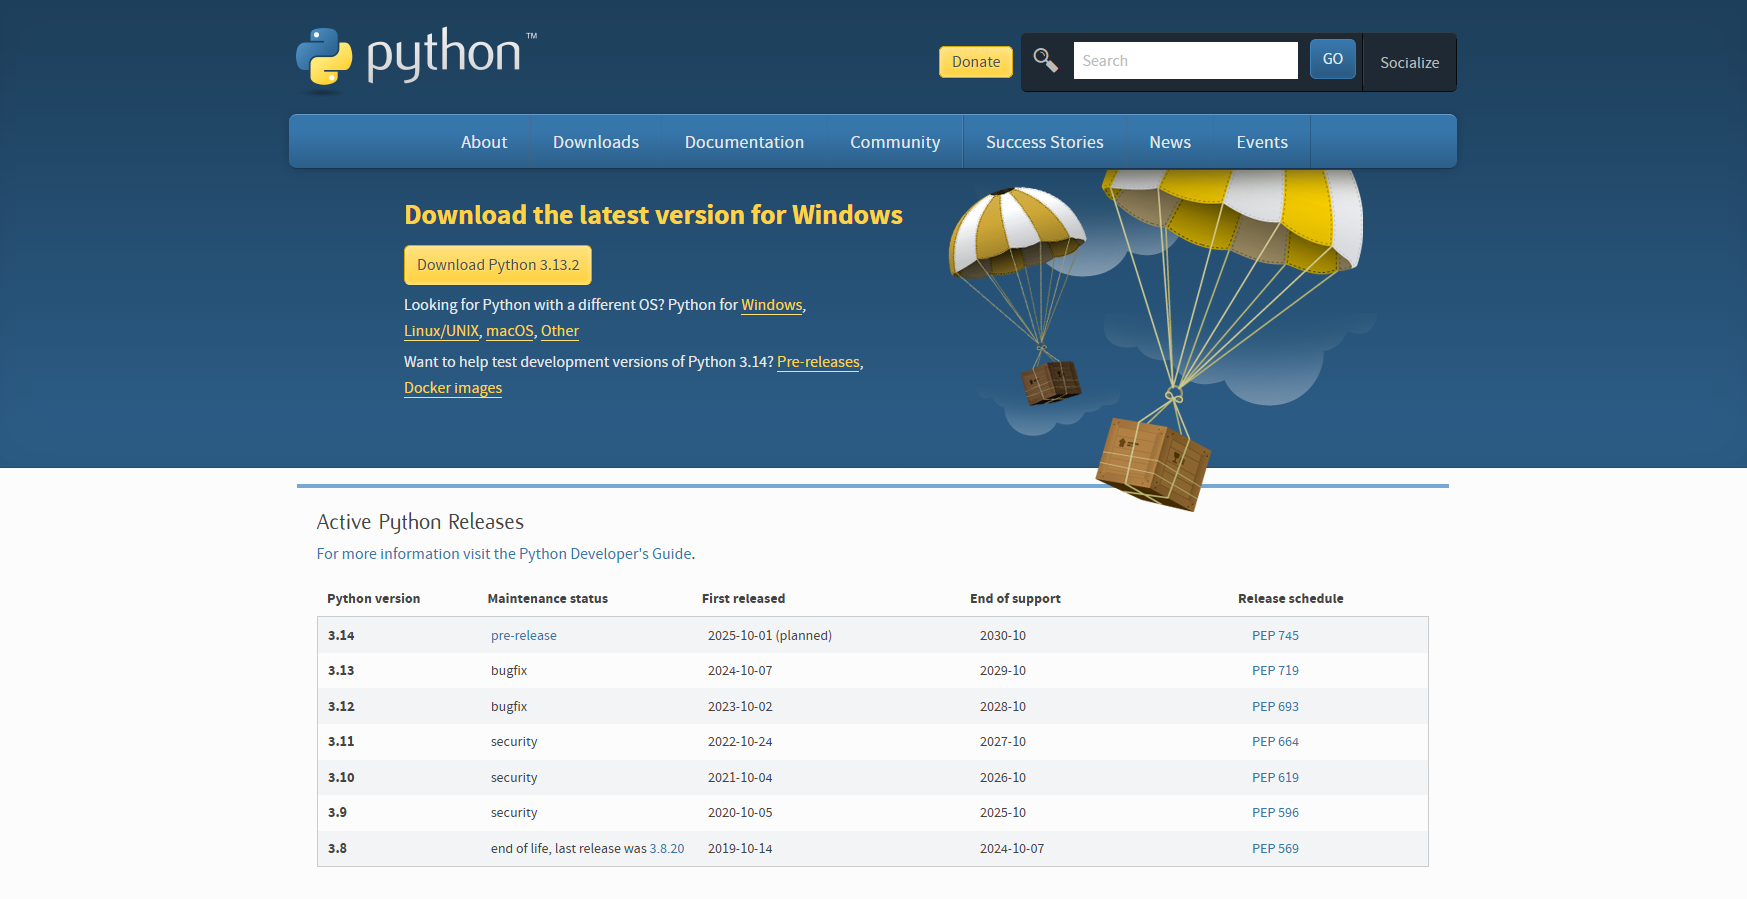 python™
Donate
Search
GO
Socialize
About
Downloads
Documentation
Community
Success Stories
News
Events
Download the latest version for Windows
Download Python 3.13.2
Looking for Python with a different OS? Python for Windows,
Linux/UNIX, macOS, Other
Want to help test development versions of Python 3.14? Pre-releases,
Docker images
Active Python Releases
For more information visit the Python Developer's Guide.
Python version Maintenance status First released End of support Release schedule
3.14 pre-release 2025-10-01 (planned) 2030-10 PEP 745
3.13 bugfix 2024-10-07 2029-10 PEP 719
3.12 bugfix 2023-10-02 2028-10 PEP 693
3.11 security 2022-10-24 2027-10 PEP 664
3.10 security 2021-10-04 2026-10 PEP 619
3.9 security 2020-10-05 2025-10 PEP 596
3.8 end of life, last release was 3.8.20 2019-10-14 2024-10-07 PEP 569